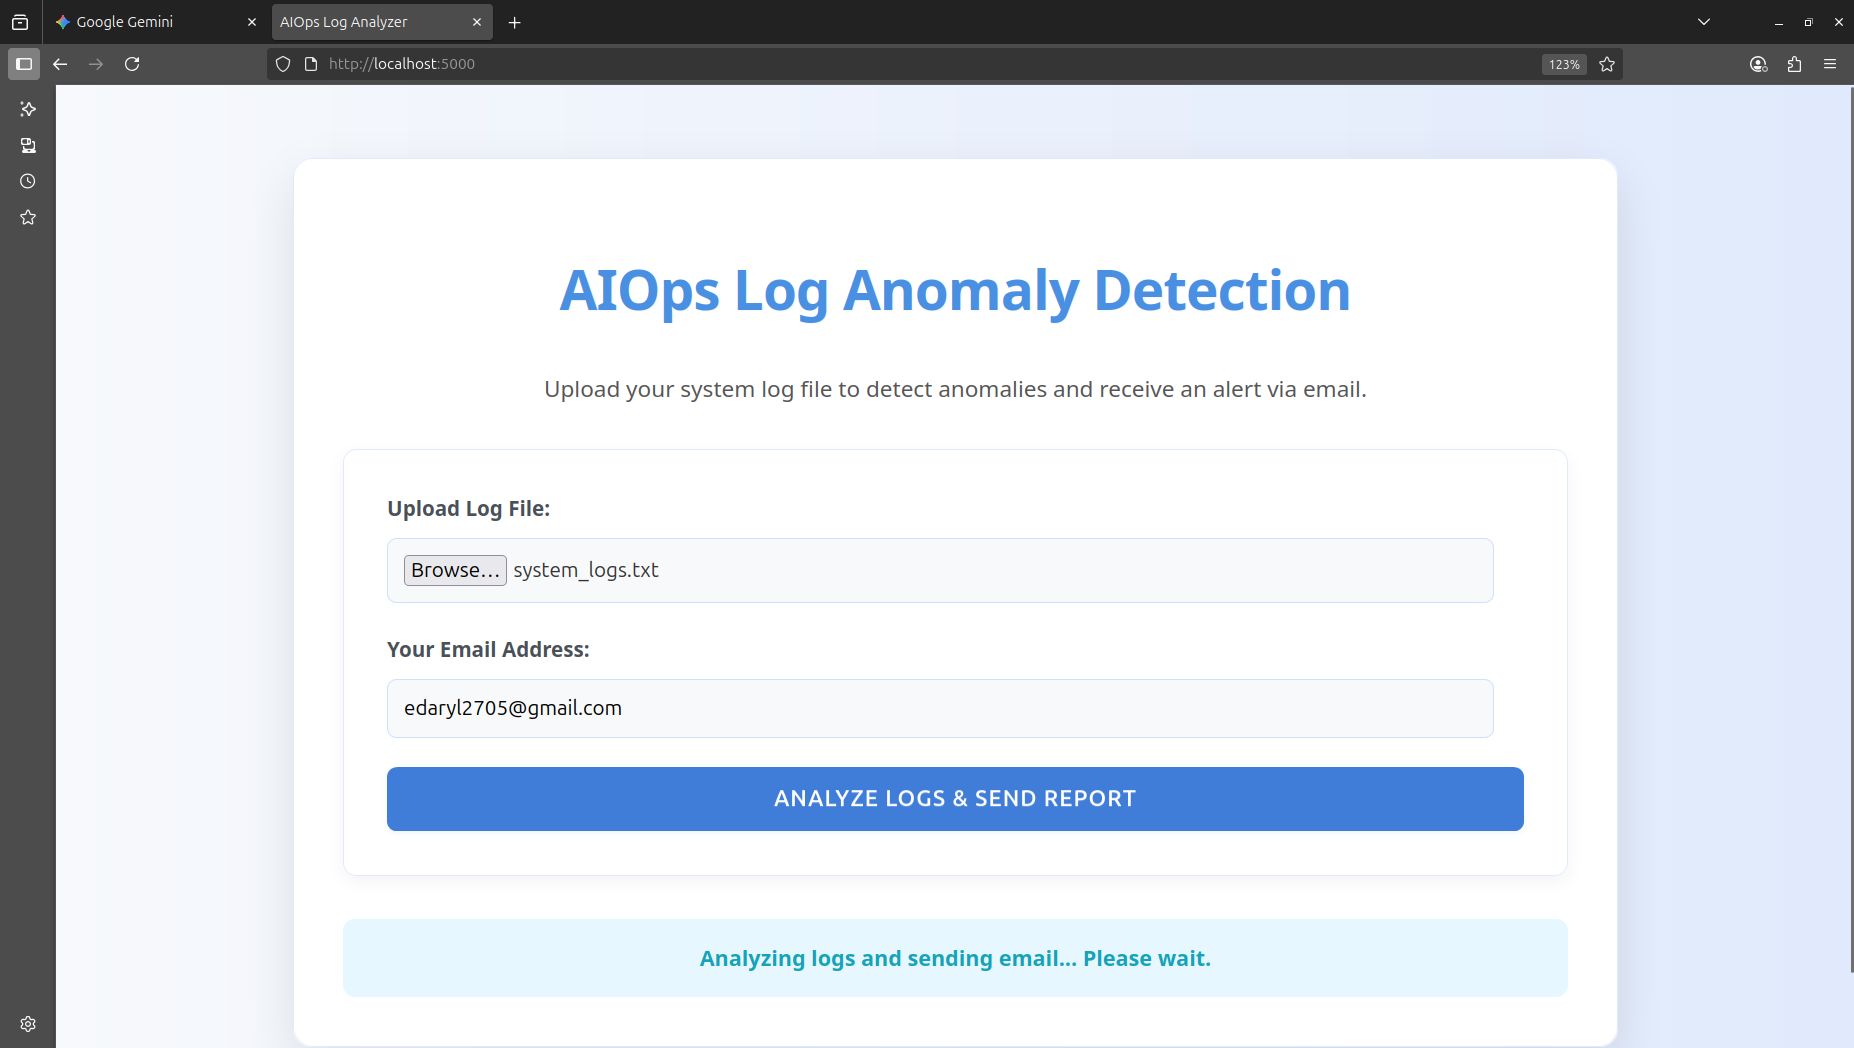 Google Gemini
AIOps Log Analyzer
http://localhost:5000
123%
AIOps Log Anomaly Detection
Upload your system log file to detect anomalies and receive an alert via email.
Upload Log File:
Browse... system_logs.txt
Your Email Address:
edaryl2705@gmail.com
ANALYZE LOGS & SEND REPORT
Analyzing logs and sending email... Please wait.